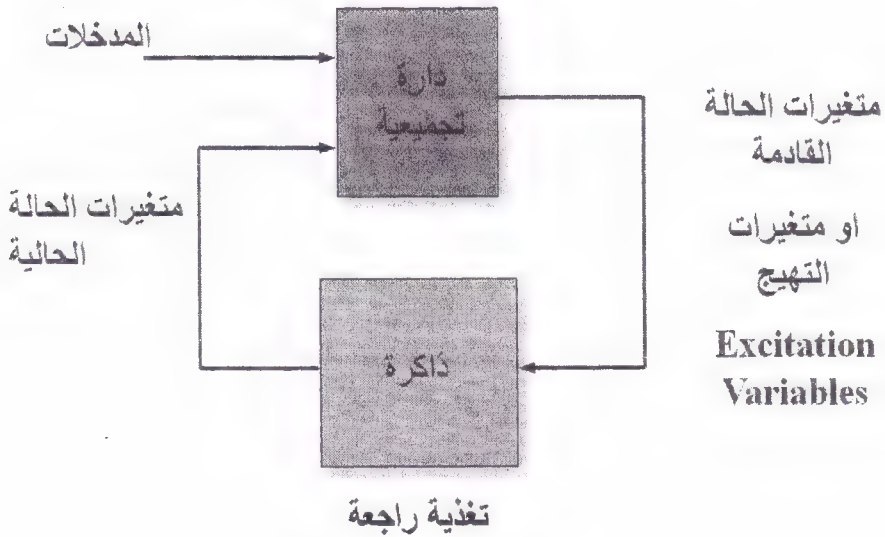 المدخلات
دارة
تجميعية
متغيرات الحالة
القادمة
او متغيرات
التهيج
Excitation
Variables
متغيرات الحالة
الحالية
ذاكرة
تغذية راجعة